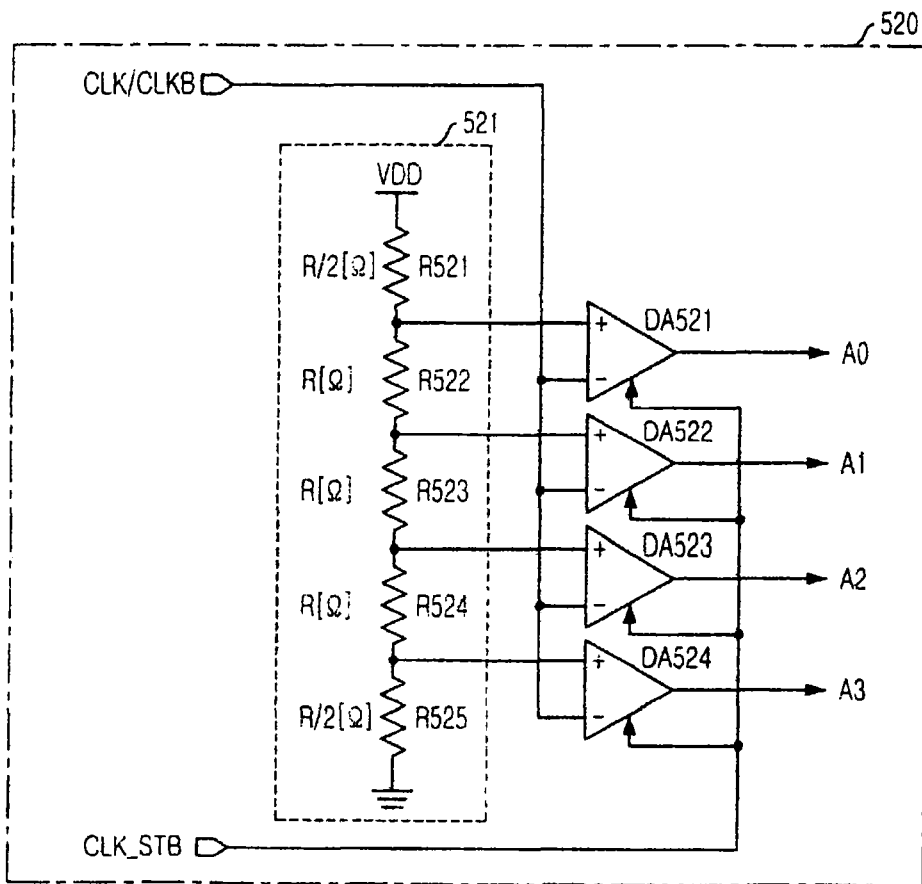 520
CLK/CLKB
521
VDD
R/2[Ω] R521
DA521
+
A0
R[Ω] R522
-
DA522
+
A1
R[Ω] R523
-
DA523
+
A2
R[Ω] R524
-
DA524
+
A3
R/2[Ω] R525
-
CLK_STB